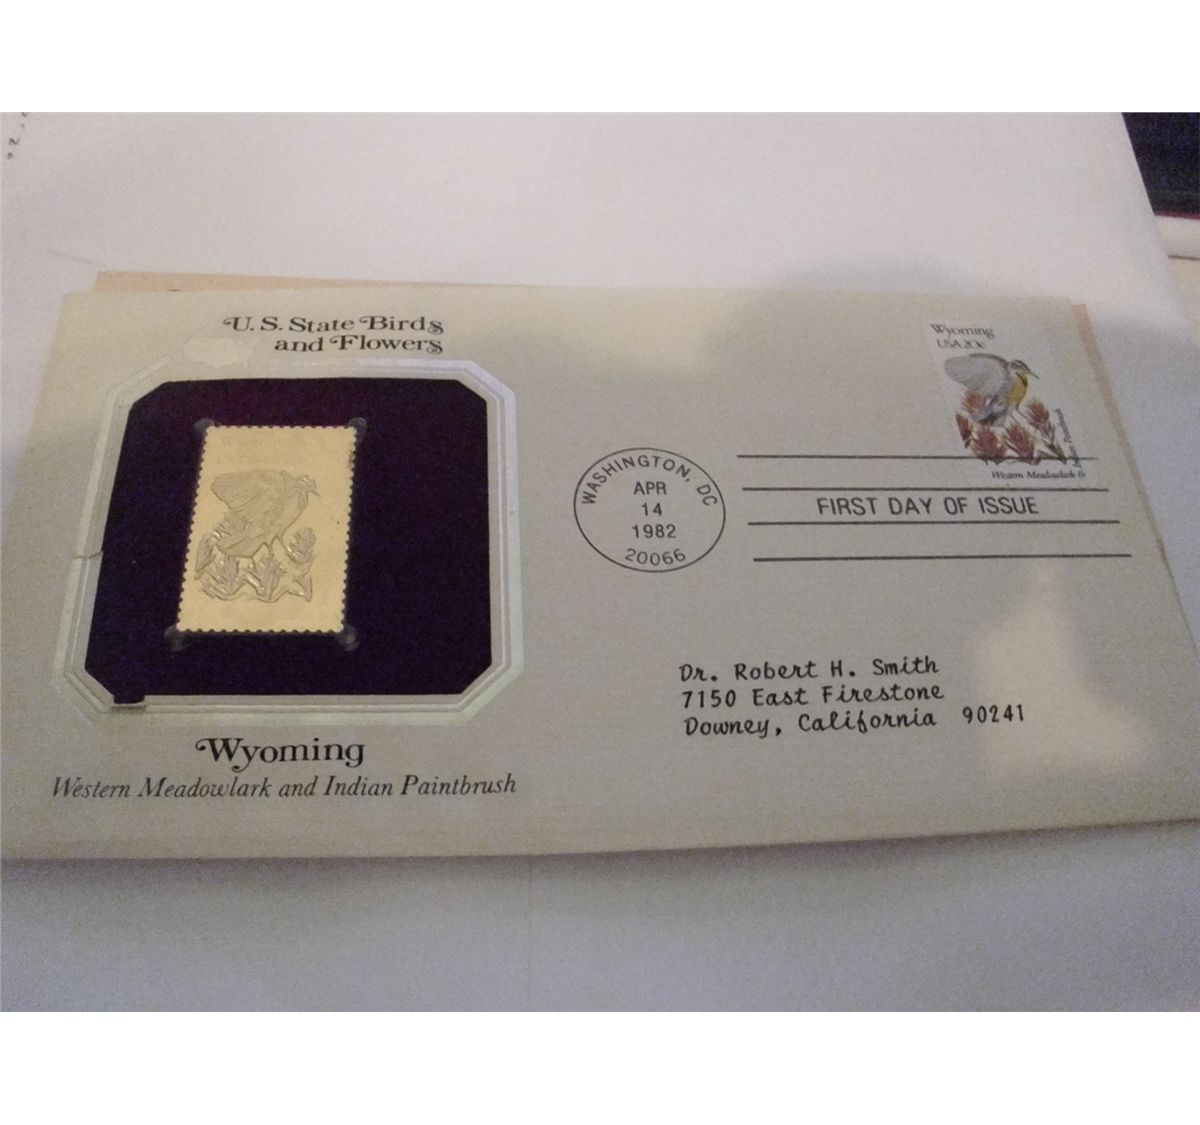 U. S. State Birds
and Flowers
Wyoming
USA 20c
Western Meadowlark &
Indian Paintbrush
WASHINGTON, DC
APR
14
1982
20066
FIRST DAY OF ISSUE
Dr. Robert H. Smith
7150 East Firestone
Downey, California 90241
Wyoming
Western Meadowlark and Indian Paintbrush